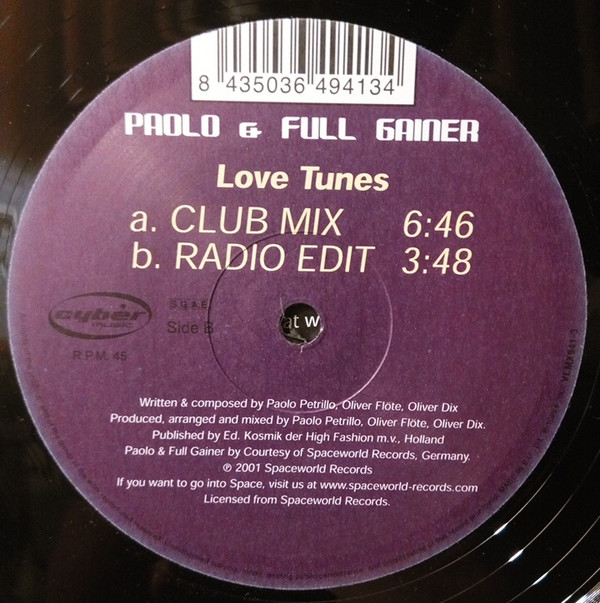 8 435036 494134
PAOLO & FULL GAINER
Love Tunes
a. CLUB MIX 6:46
b. RADIO EDIT 3:48
cyber
music
S.G.A.E.
Side B
R.P.M. 45
at w
Written & composed by Paolo Petrillo, Oliver Flöte, Oliver Dix
Produced, arranged and mixed by Paolo Petrillo, Oliver Flöte, Oliver Dix.
Published by Ed. Kosmik der High Fashion m.v., Holland
Paolo & Full Gainer by Courtesy of Spaceworld Records, Germany.
℗ 2001 Spaceworld Records
If you want to go into Space, visit us at www.spaceworld-records.com
Licensed from Spaceworld Records.